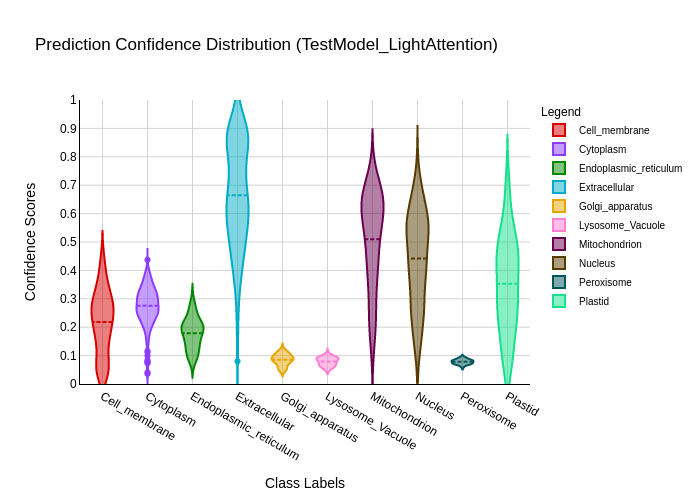 Prediction Confidence Distribution (TestModel_LightAttention)
Legend
Cell_membrane
Cytoplasm
Endoplasmic_reticulum
Extracellular
Golgi_apparatus
Lysosome_Vacuole
Mitochondrion
Nucleus
Peroxisome
Plastid
Confidence Scores
1
0.9
0.8
0.7
0.6
0.5
0.4
0.3
0.2
0.1
0
Cell_membrane
Cytoplasm
Endoplasmic_reticulum
Extracellular
Golgi_apparatus
Lysosome_Vacuole
Mitochondrion
Nucleus
Peroxisome
Plastid
Class Labels